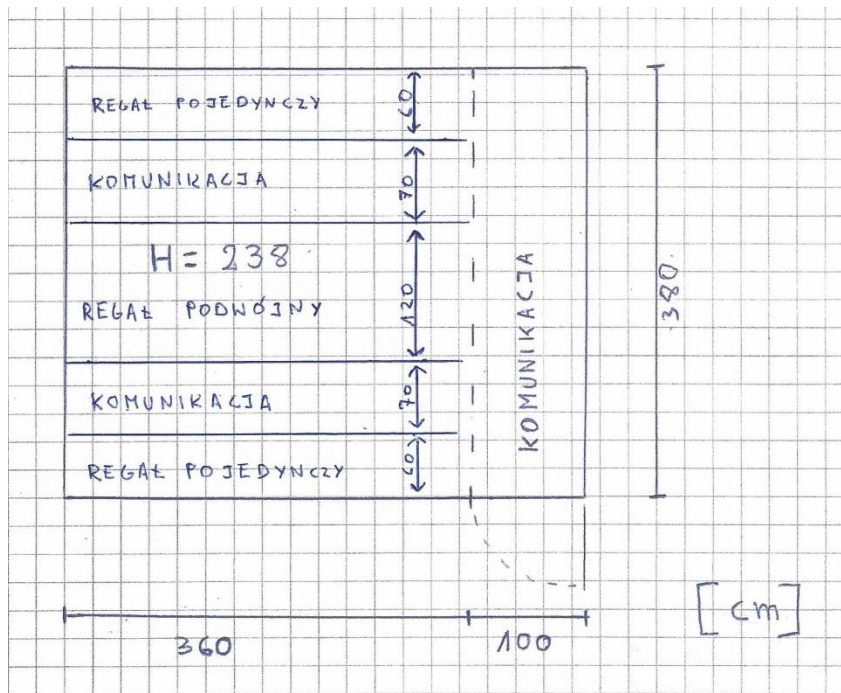 REGAŁ POJEDYNCZY
60
KOMUNIKACJA
70
H = 238
REGAŁ PODWÓJNY
120
KOMUNIKACJA
70
REGAŁ POJEDYNCZY
60
KOMUNIKACJA
380
360
100
[cm]